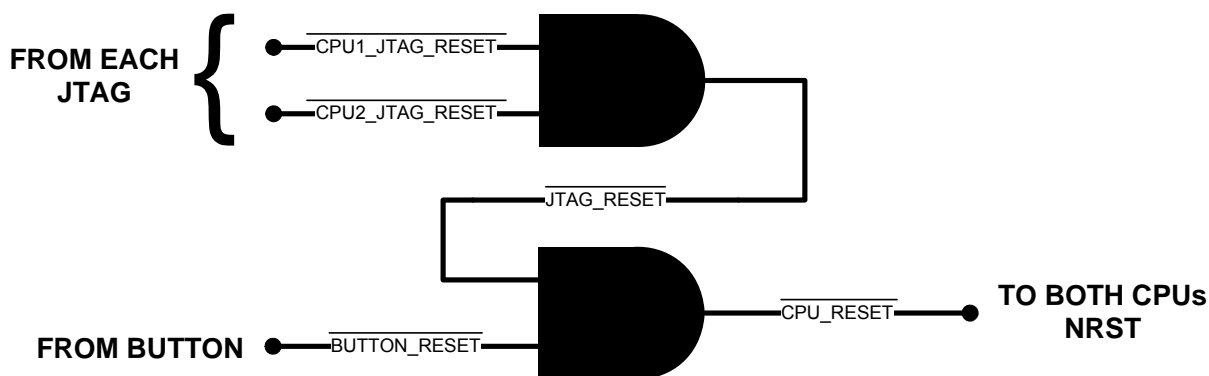 FROM EACH
JTAG
CPU1_JTAG_RESET
CPU2_JTAG_RESET
JTAG_RESET
FROM BUTTON
BUTTON_RESET
CPU_RESET
TO BOTH CPUs
NRST